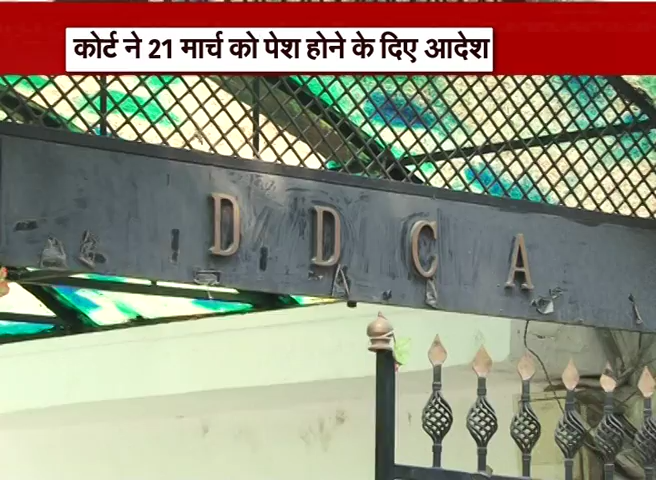 कोर्ट ने 21 मार्च को पेश होने के दिए आदेश
DDCA